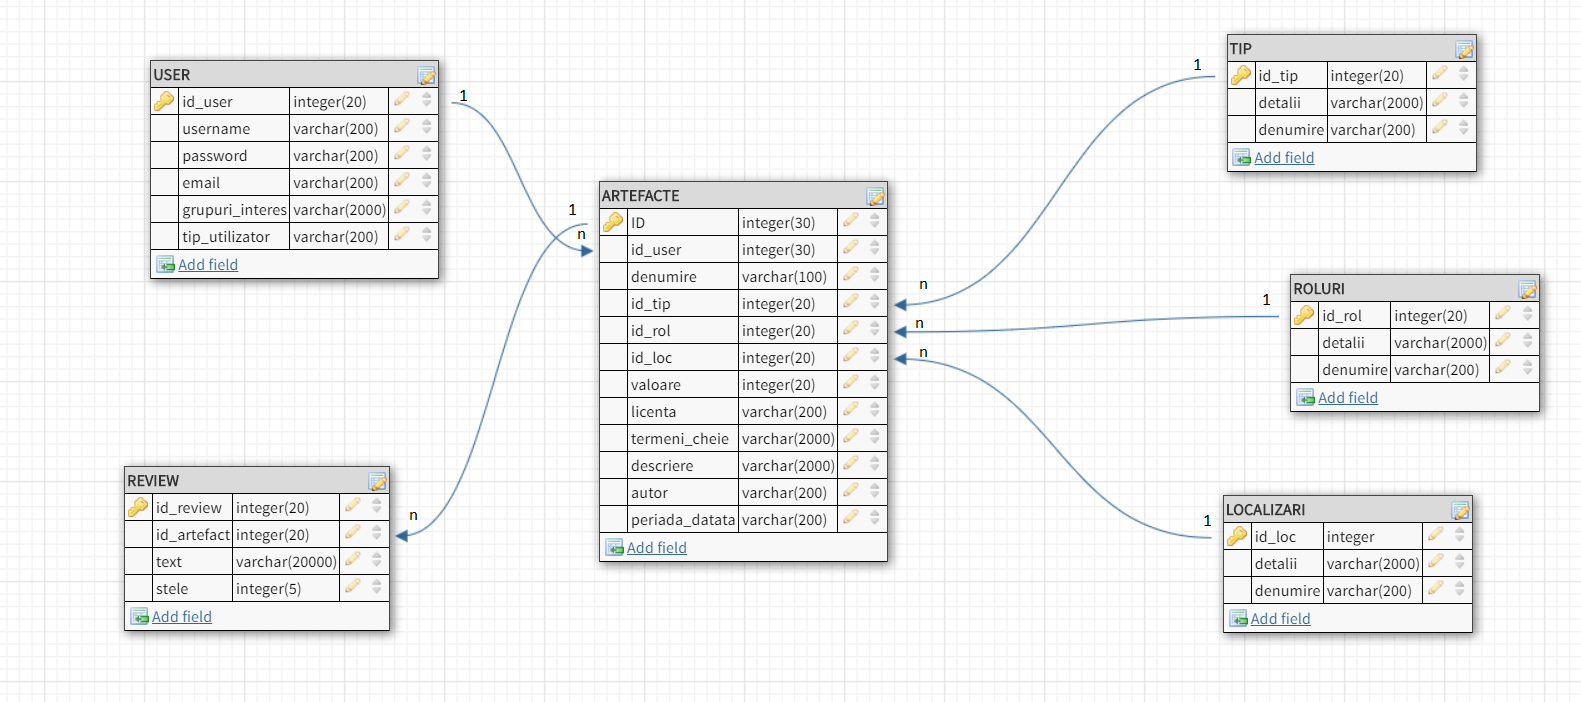 USER
id_user integer(20)
username varchar(200)
password varchar(200)
email varchar(200)
grupuri_interes varchar(2000)
tip_utilizator varchar(200)
Add field
1
1
n
ARTEFACTE
ID integer(30)
id_user integer(30)
denumire varchar(100)
id_tip integer(20)
id_rol integer(20)
id_loc integer(20)
valoare integer(20)
licenta varchar(200)
termeni_cheie varchar(2000)
descriere varchar(2000)
autor varchar(200)
periada_datata varchar(200)
Add field
REVIEW
id_review integer(20)
id_artefact integer(20)
text varchar(20000)
stele integer(5)
Add field
n
1
TIP
id_tip integer(20)
detalii varchar(2000)
denumire varchar(200)
Add field
n
n
n
1
ROLURI
id_rol integer(20)
detalii varchar(2000)
denumire varchar(200)
Add field
1
LOCALIZARI
id_loc integer
detalii varchar(2000)
denumire varchar(200)
Add field